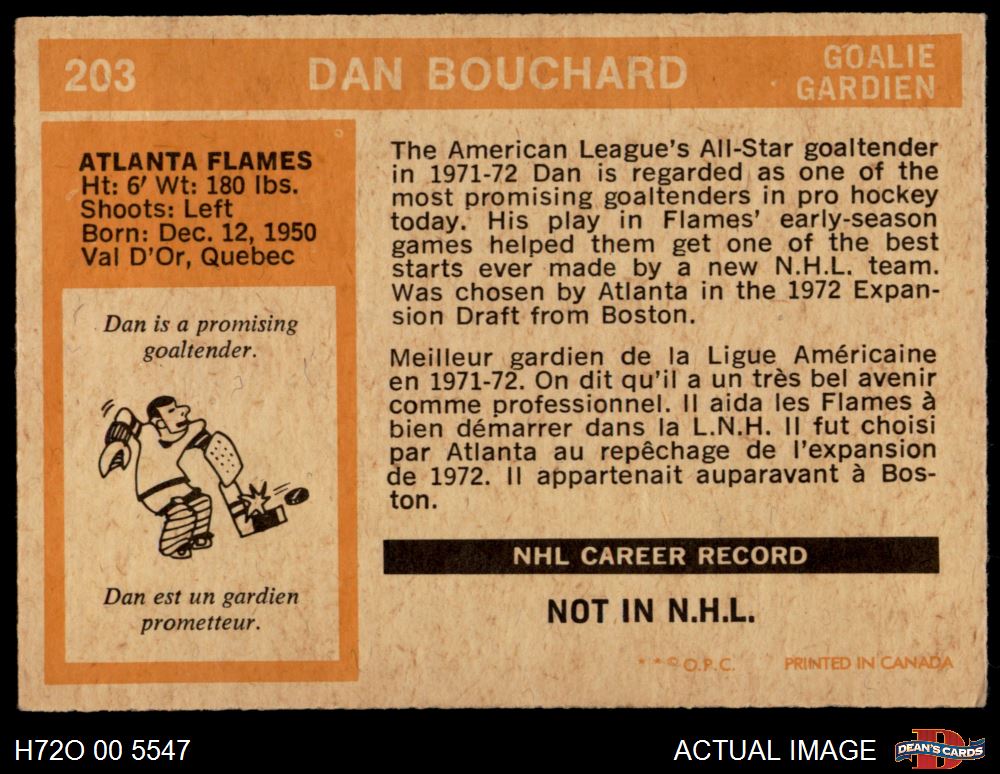 203
DAN BOUCHARD
GOALIE
GARDIEN
ATLANTA FLAMES
Ht: 6' Wt: 180 lbs.
Shoots: Left
Born: Dec. 12, 1950
Val D'Or, Quebec
Dan is a promising
goaltender.
Dan est un gardien
prometteur.
The American League's All-Star goaltender
in 1971-72 Dan is regarded as one of the
most promising goaltenders in pro hockey
today. His play in Flames' early-season
games helped them get one of the best
starts ever made by a new N.H.L. team.
Was chosen by Atlanta in the 1972 Expan-
sion Draft from Boston.
Meilleur gardien de la Ligue Américaine
en 1971-72. On dit qu'il a un très bel avenir
comme professionnel. Il aida les Flames à
bien démarrer dans la L.N.H. Il fut choisi
par Atlanta au repêchage de l'expansion
de 1972. Il appartenait auparavant à Bos-
ton.
NHL CAREER RECORD
NOT IN N.H.L.
* * © O.P.C. PRINTED IN CANADA
H72O 00 5547
ACTUAL IMAGE
D
DEAN'S CARDS